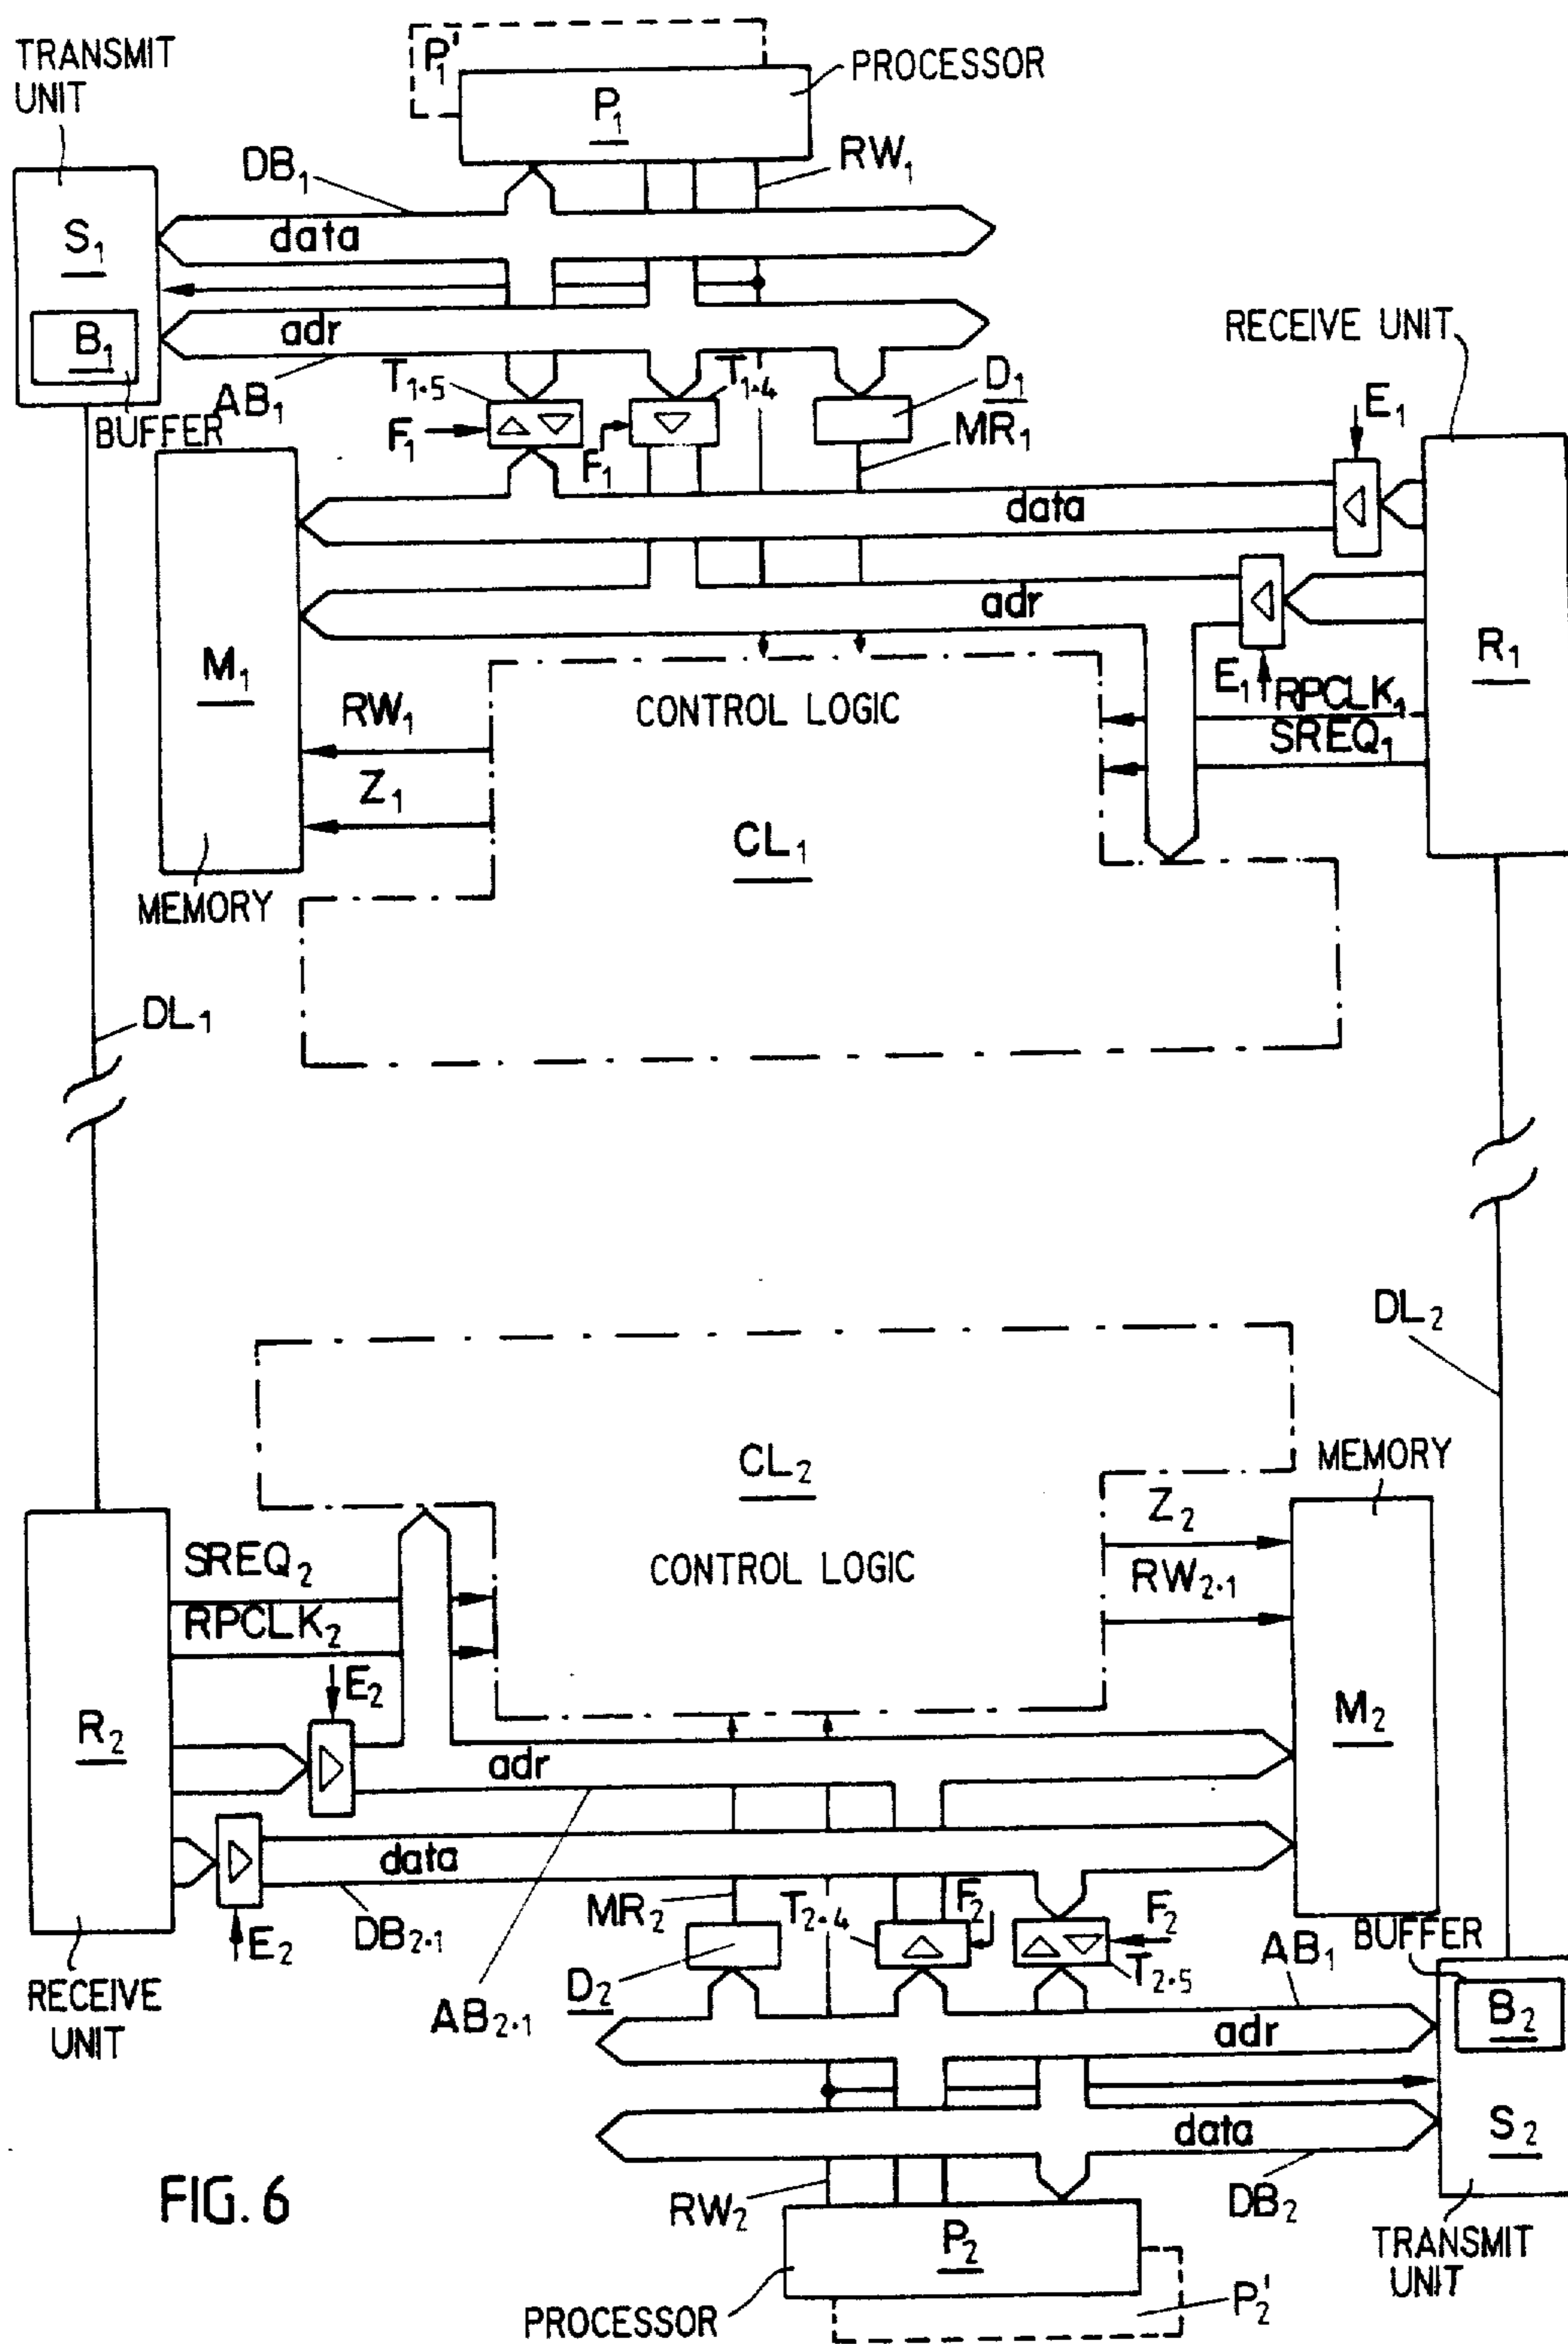 TRANSMIT
UNIT
P₁'
P₁
PROCESSOR
DB₁
RW₁
S₁
data
B₁
adr
RECEIVE UNIT
AB₁
T₁.₅
T₁.₄
D₁
BUFFER
F₁
F₁
MR₁
E₁
data
adr
M₁
R₁
E₁
RPCLK₁
SREQ₁
RW₁
CONTROL LOGIC
Z₁
CL₁
MEMORY
DL₁
DL₂
CL₂
MEMORY
SREQ₂
Z₂
CONTROL LOGIC
RW₂.₁
RPCLK₂
E₂
R₂
M₂
adr
data
MR₂
T₂.₄
F₂
F₂
DB₂.₁
E₂
BUFFER
AB₁
D₂
T₂.₅
RECEIVE
UNIT
AB₂.₁
B₂
adr
data
S₂
FIG. 6
RW₂
DB₂
P₂
TRANSMIT
UNIT
PROCESSOR
P₂'